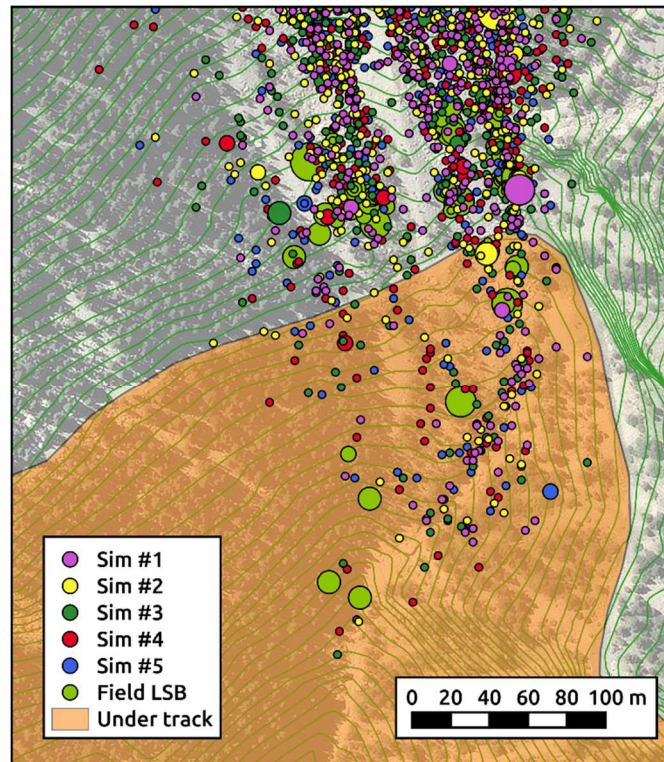 Sim #1
Sim #2
Sim #3
Sim #4
Sim #5
Field LSB
Under track
0 20 40 60 80 100 m